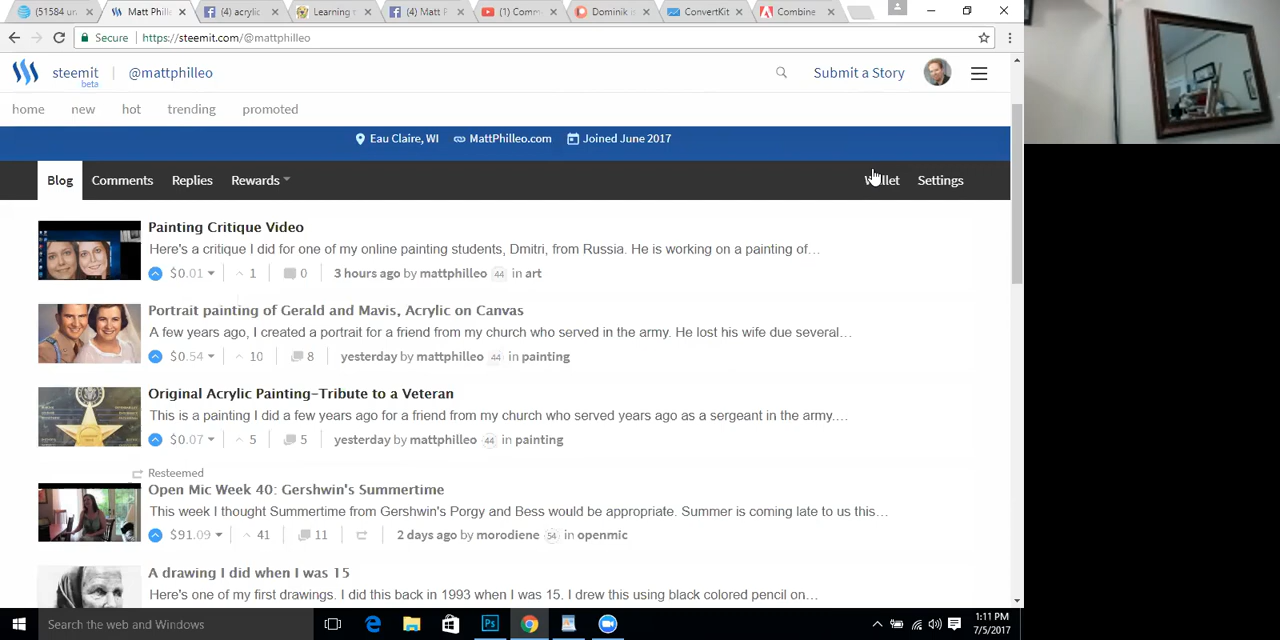 (51584 un
Matt Phill
(4) acrylic
Learning
(4) Matt P
(1) Comm
Dominik is
ConvertKit
Combine
Secure https://steemit.com/@mattphilleo
steemit beta @mattphilleo Submit a Story
home new hot trending promoted
Eau Claire, WI MattPhilleo.com Joined June 2017
Blog Comments Replies Rewards Wallet Settings
Painting Critique Video
Here's a critique I did for one of my online painting students, Dmitri, from Russia. He is working on a painting of…
$0.01 1 0 3 hours ago by mattphilleo 44 in art
Portrait painting of Gerald and Mavis, Acrylic on Canvas
A few years ago, I created a portrait for a friend from my church who served in the army. He lost his wife due several…
$0.54 10 8 yesterday by mattphilleo 44 in painting
Original Acrylic Painting–Tribute to a Veteran
This is a painting I did a few years ago for a friend from my church who served years ago as a sergeant in the army.…
$0.07 5 5 yesterday by mattphilleo 44 in painting
Resteemed
Open Mic Week 40: Gershwin's Summertime
This week I thought Summertime from Gershwin's Porgy and Bess would be appropriate. Summer is coming late to us this…
$91.09 41 11 2 days ago by morodiene 54 in openmic
A drawing I did when I was 15
Here's one of my first drawings. I did this back in 1993 when I was 15. I drew this using black colored pencil on…
Search the web and Windows
Ps
1:11 PM
7/5/2017